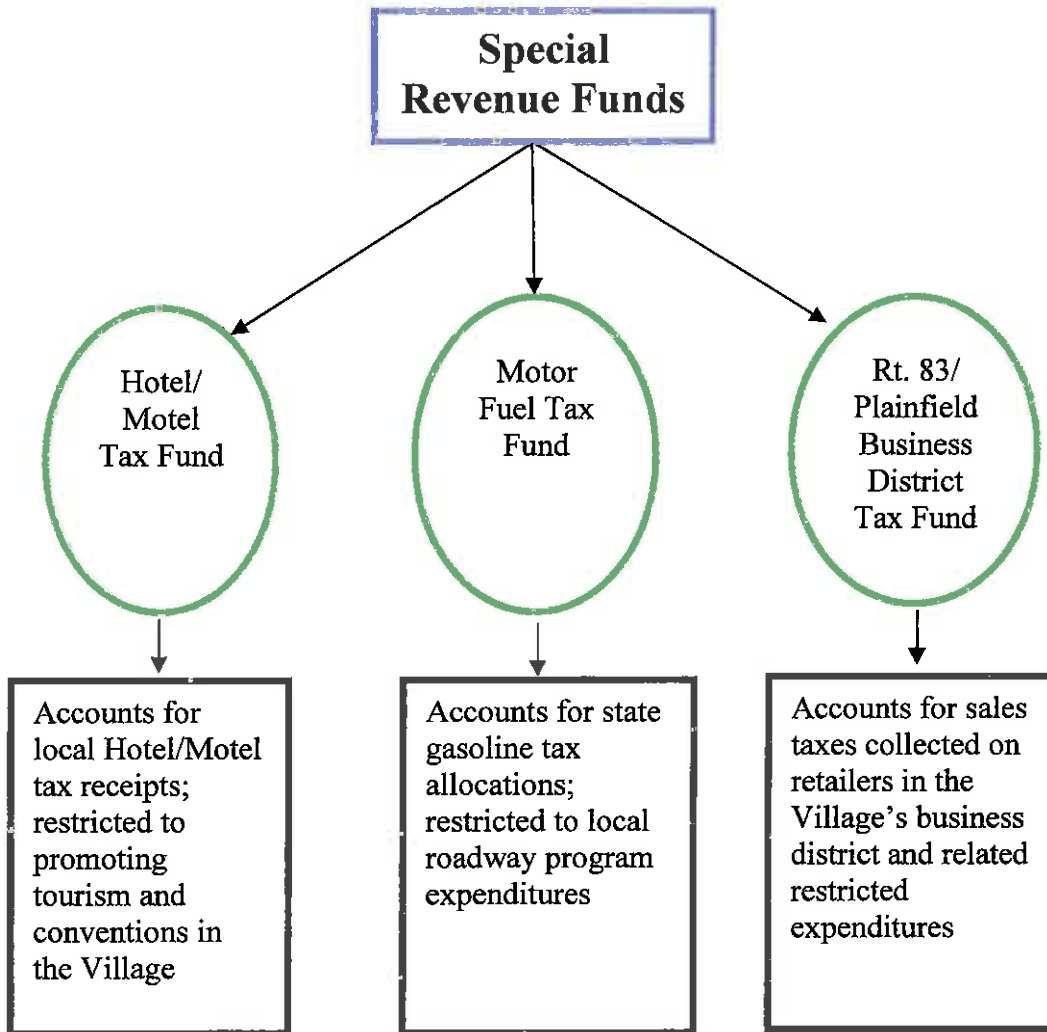 Special
Revenue Funds
Hotel/
Motel
Tax Fund
Motor
Fuel Tax
Fund
Rt. 83/
Plainfield
Business
District
Tax Fund
Accounts for
local Hotel/Motel
tax receipts;
restricted to
promoting
tourism and
conventions in
the Village
Accounts for state
gasoline tax
allocations;
restricted to local
roadway program
expenditures
Accounts for sales
taxes collected on
retailers in the
Village’s business
district and related
restricted
expenditures